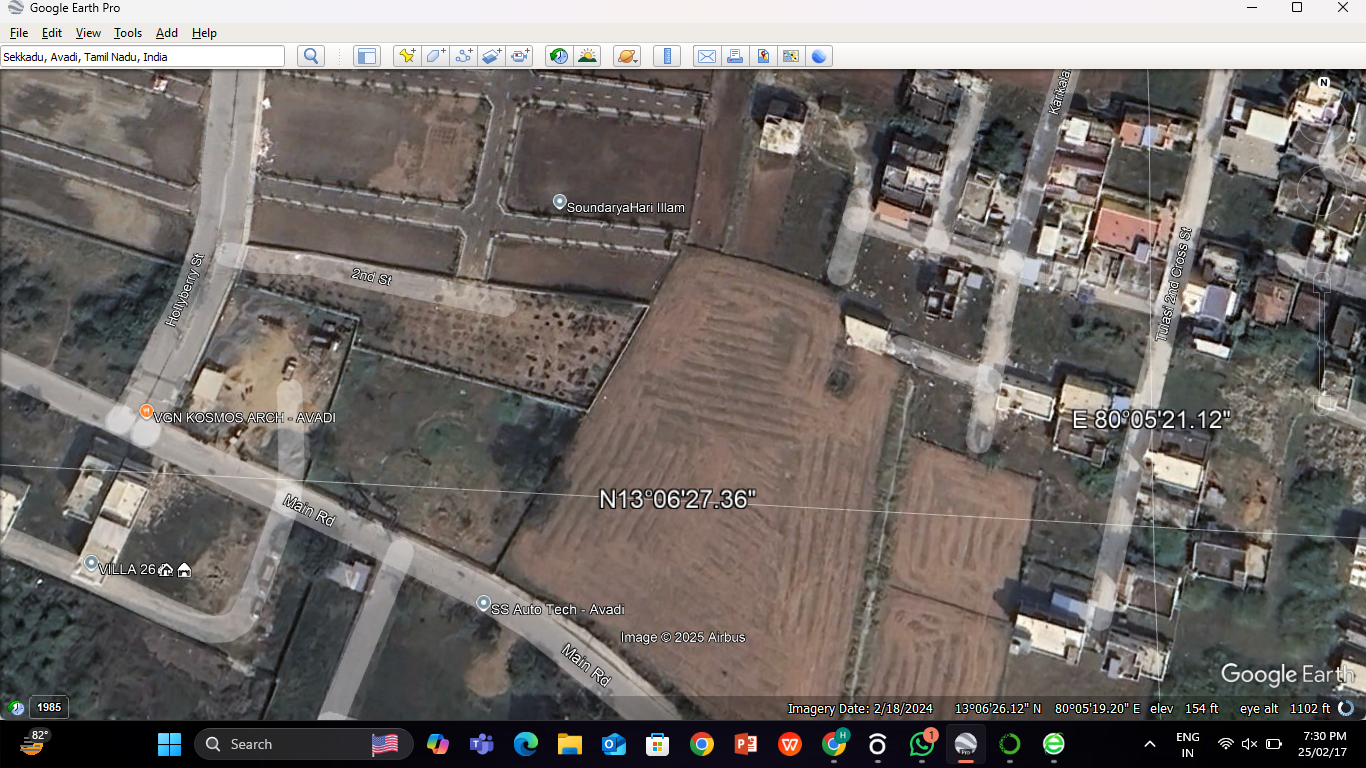 Google Earth Pro
File Edit View Tools Add Help
Sekkadu, Avadi, Tamil Nadu, India
N
Karikala
SoundaryaHari Illam
2nd St
Hollyberry St
Tulasi 2nd Cross St
VGN KOSMOS ARCH - AVADI
E 80°05'21.12"
N13°06'27.36"
Main Rd
VILLA 26
SS Auto Tech - Avadi
Image © 2025 Airbus
Main Rd
Google Earth
1985
Imagery Date: 2/18/2024 13°06'26.12" N 80°05'19.20" E elev 154 ft eye alt 1102 ft
82°
Search
H
1
Pro
ENG
IN
7:30 PM
25/02/17